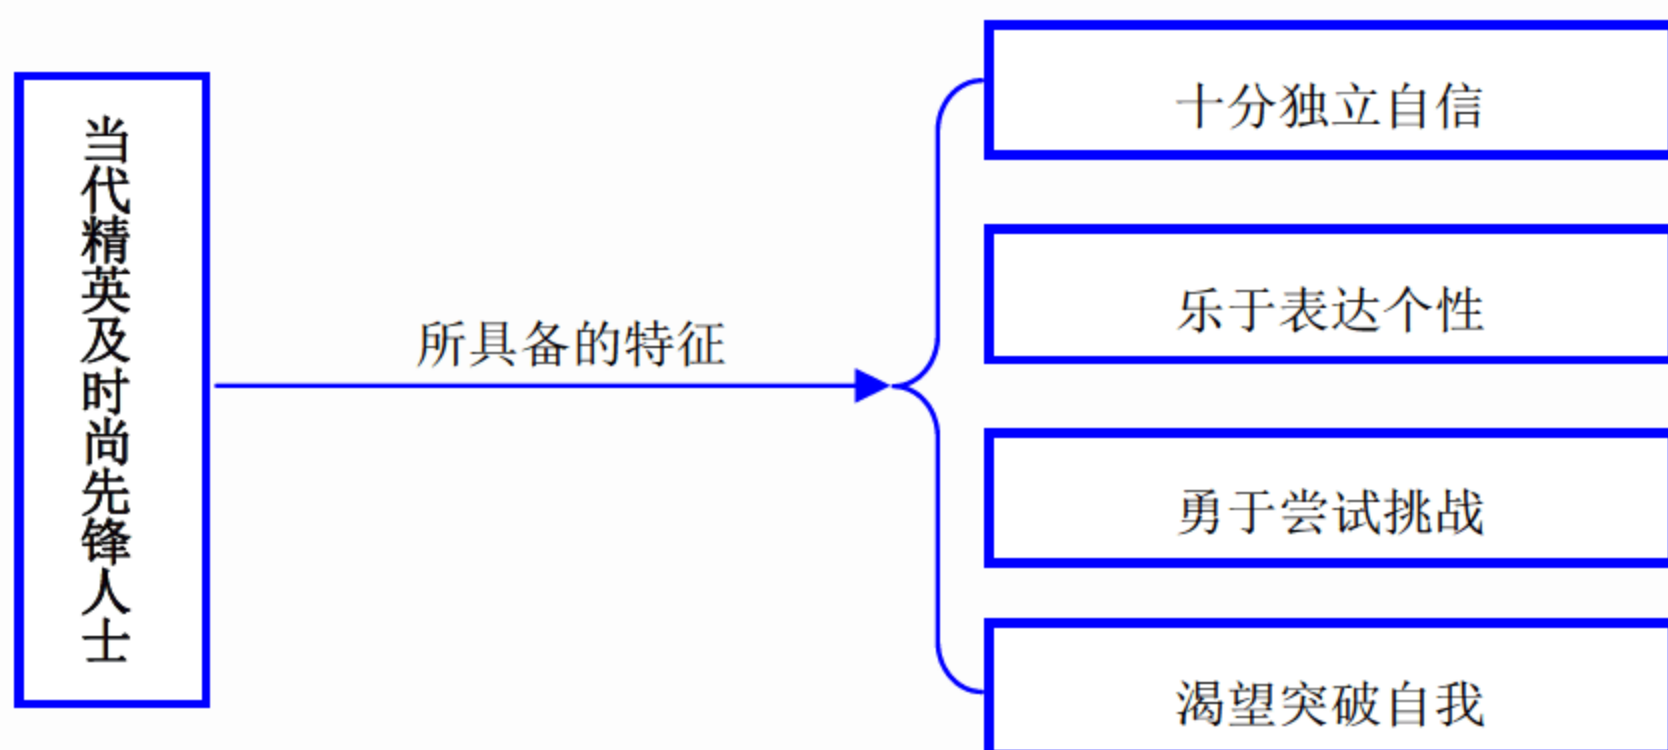 当代精英及时尚先锋人士
所具备的特征
十分独立自信
乐于表达个性
勇于尝试挑战
渴望突破自我